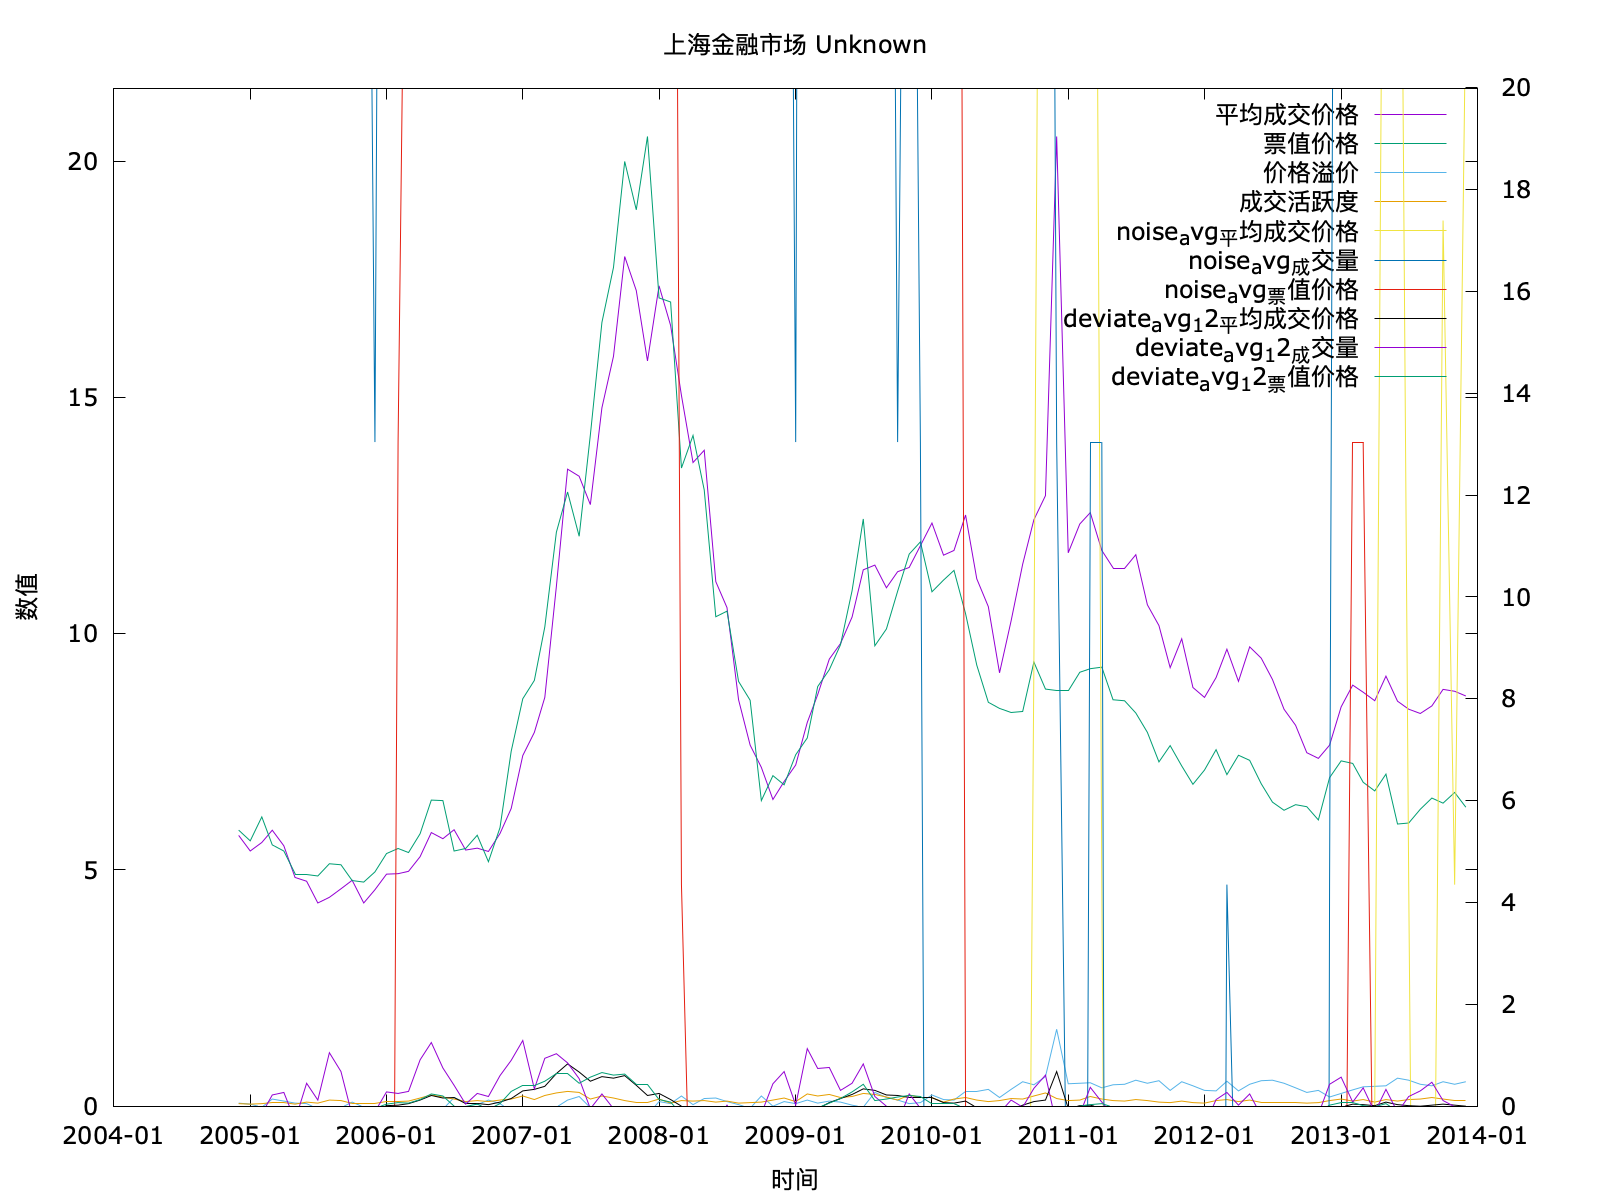 上海金融市场 Unknown
平均成交价格
票值价格
价格溢价
成交活跃度
noiseavg平均成交价格
noiseavg成交量
noiseavg票值价格
deviateavg12平均成交价格
deviateavg12成交量
deviateavg12票值价格
数值
20
15
10
5
0
20
18
16
14
12
10
8
6
4
2
0
2004-01 2005-01 2006-01 2007-01 2008-01 2009-01 2010-01 2011-01 2012-01 2013-01 2014-01
时间